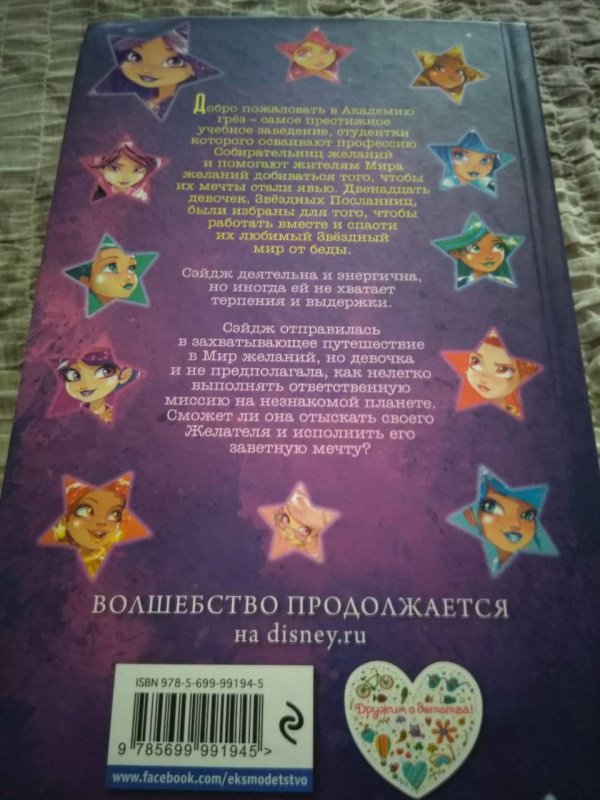 Добро пожаловать в Академию
грёз – самое престижное
учебное заведение, студентки
которого осваивают профессию
Собирательниц желаний
и помогают жителям Мира
желаний добиваться того, чтобы
их мечты стали явью. Двенадцать
девочек, Звёздных Посланниц,
были избраны для того, чтобы
работать вместе и спасти
их любимый Звёздный
мир от беды.
Сэйдж деятельна и энергична,
но иногда ей не хватает
терпения и выдержки.
Сэйдж отправилась
в захватывающее путешествие
в Мир желаний, но девочка
и не предполагала, как нелегко
выполнять ответственную
миссию на незнакомой планете.
Сможет ли она отыскать своего
Желателя и исполнить его
заветную мечту?
ВОЛШЕБСТВО ПРОДОЛЖАЕТСЯ
на disney.ru
ISBN 978-5-699-99194-5
9 785699 991945 >
www.facebook.com/eksmodetstvo
Дружим с детства!